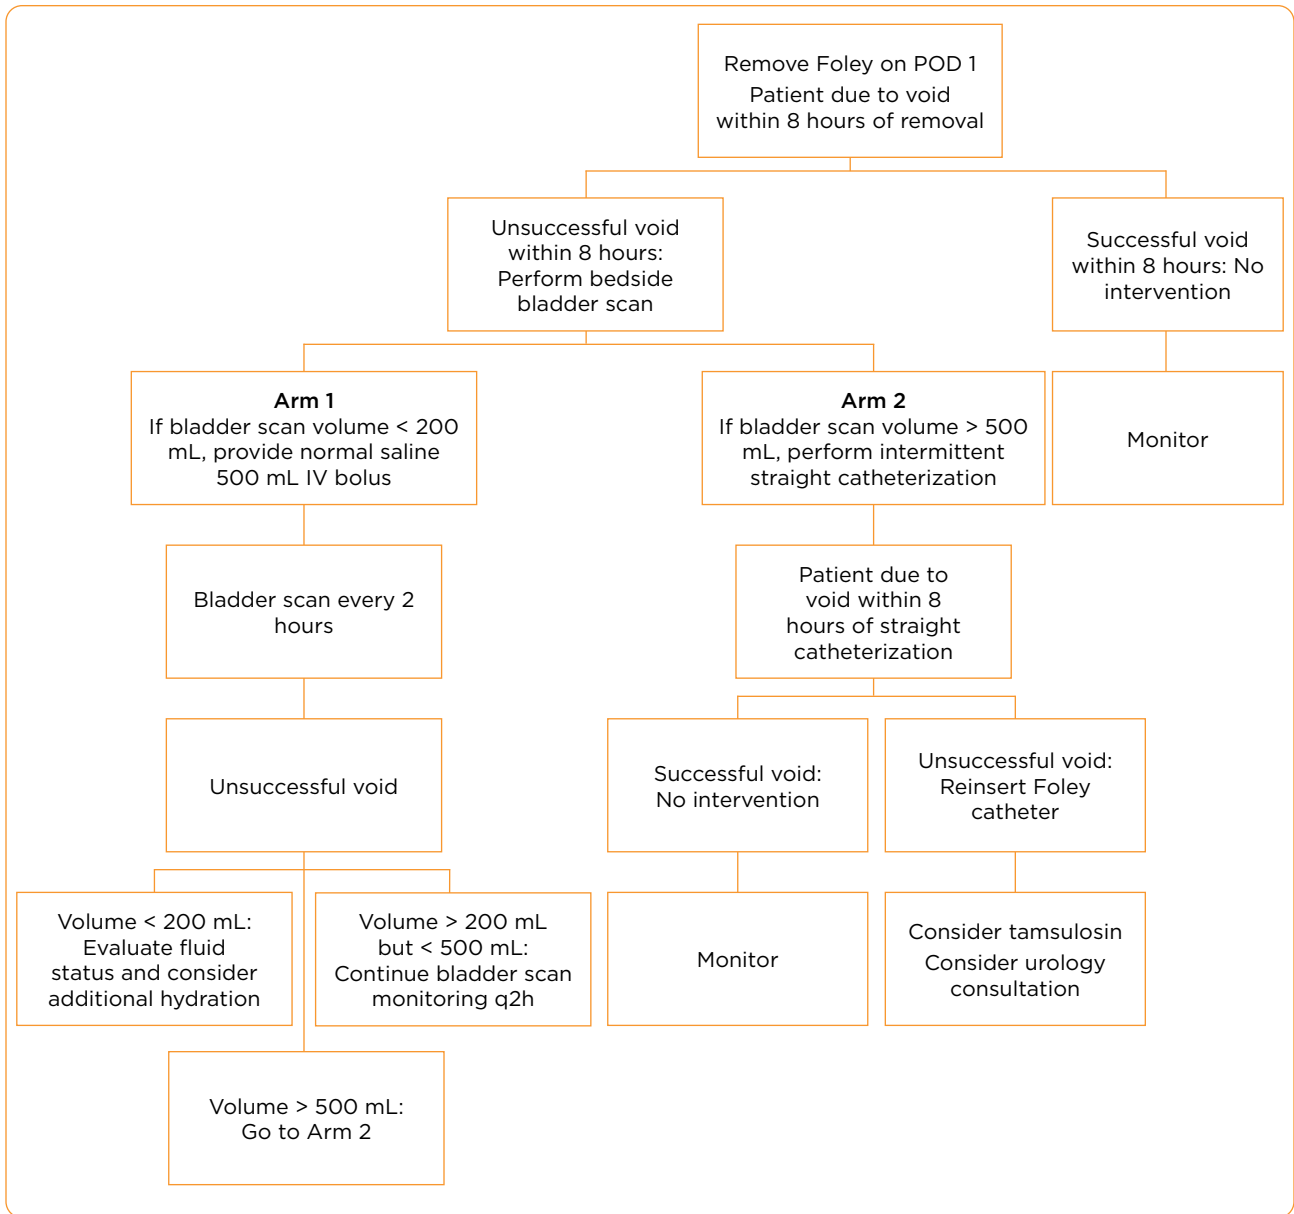 Remove Foley on POD 1
Patient due to void
within 8 hours of removal
Unsuccessful void
within 8 hours:
Perform bedside
bladder scan
Successful void
within 8 hours: No
intervention
Arm 1
If bladder scan volume < 200
mL, provide normal saline
500 mL IV bolus
Arm 2
If bladder scan volume > 500
mL, perform intermittent
straight catheterization
Monitor
Bladder scan every 2
hours
Patient due to
void within 8
hours of straight
catheterization
Unsuccessful void
Successful void:
No intervention
Unsuccessful void:
Reinsert Foley
catheter
Volume < 200 mL:
Evaluate fluid
status and consider
additional hydration
Volume > 200 mL
but < 500 mL:
Continue bladder scan
monitoring q2h
Monitor
Consider tamsulosin
Consider urology
consultation
Volume > 500 mL:
Go to Arm 2